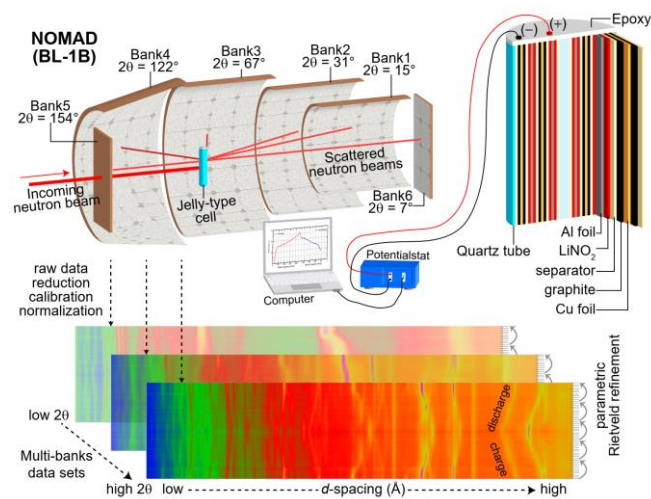 NOMAD
(BL-1B)
Bank4
2θ = 122°
Bank3
2θ = 67°
Bank2
2θ = 31°
Bank1
2θ = 15°
Bank5
2θ = 154°
Incoming
neutron beam
Jelly-type
cell
Scattered
neutron beams
Bank6
2θ = 7°
(−)
(+)
Epoxy
Quartz tube
Al foil
LiNO₂
separator
graphite
Cu foil
Computer
Potentialstat
raw data
reduction
calibration
normalization
low 2θ
Multi-banks
data sets
high 2θ
low
d-spacing (Å)
high
discharge
charge
parametric
Rietveld refinement